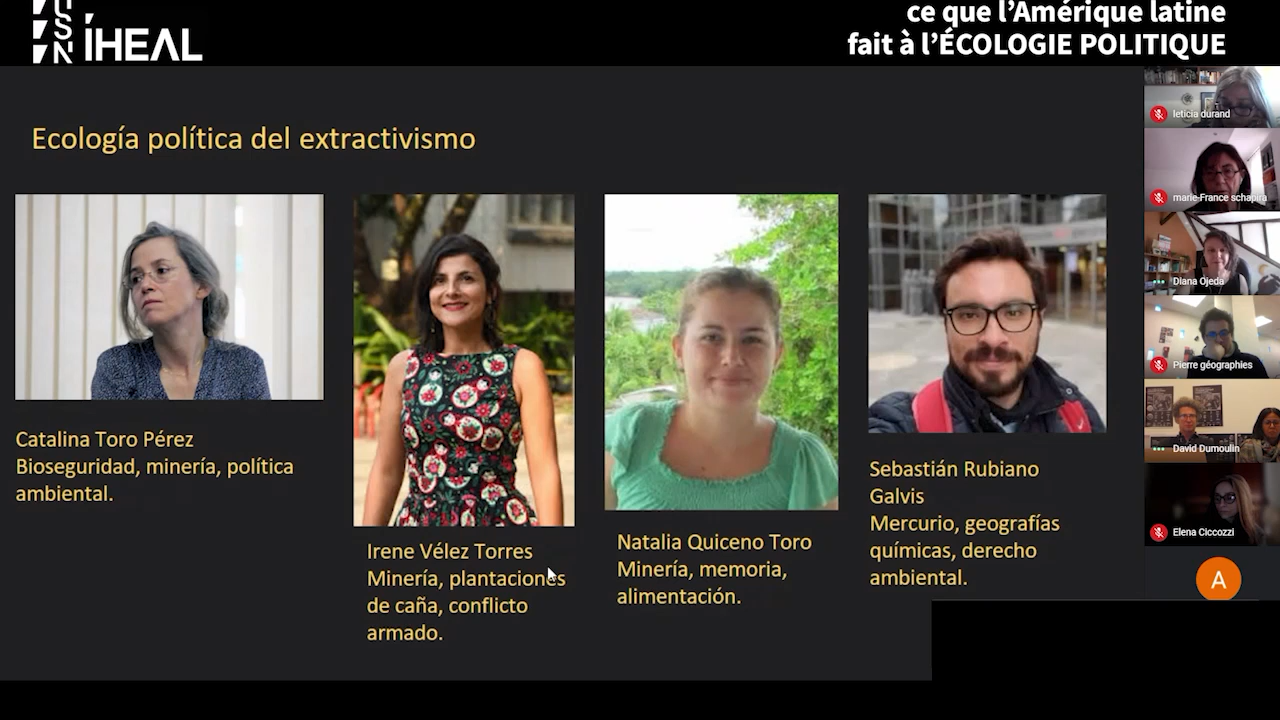 ÍHEAL
ce que l'Amérique latine
fait à l'ÉCOLOGIE POLITIQUE
Ecología política del extractivismo
Catalina Toro Pérez
Bioseguridad, minería, política
ambiental.
Irene Vélez Torres
Minería, plantaciones
de caña, conflicto
armado.
Natalia Quiceno Toro
Minería, memoria,
alimentación.
Sebastián Rubiano
Galvis
Mercurio, geografías
químicas, derecho
ambiental.
leticia durand
marie-France schapira
Diana Ojeda
Pierre géographies
David Dumoulin
Elena Ciccozzi
A